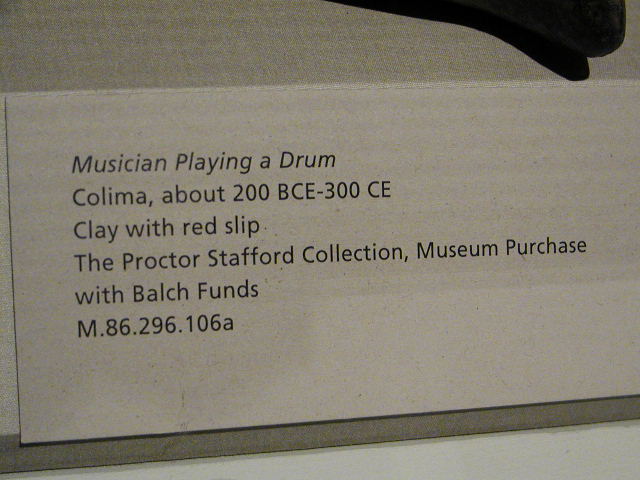 Musician Playing a Drum
Colima, about 200 BCE-300 CE
Clay with red slip
The Proctor Stafford Collection, Museum Purchase
with Balch Funds
M.86.296.106a